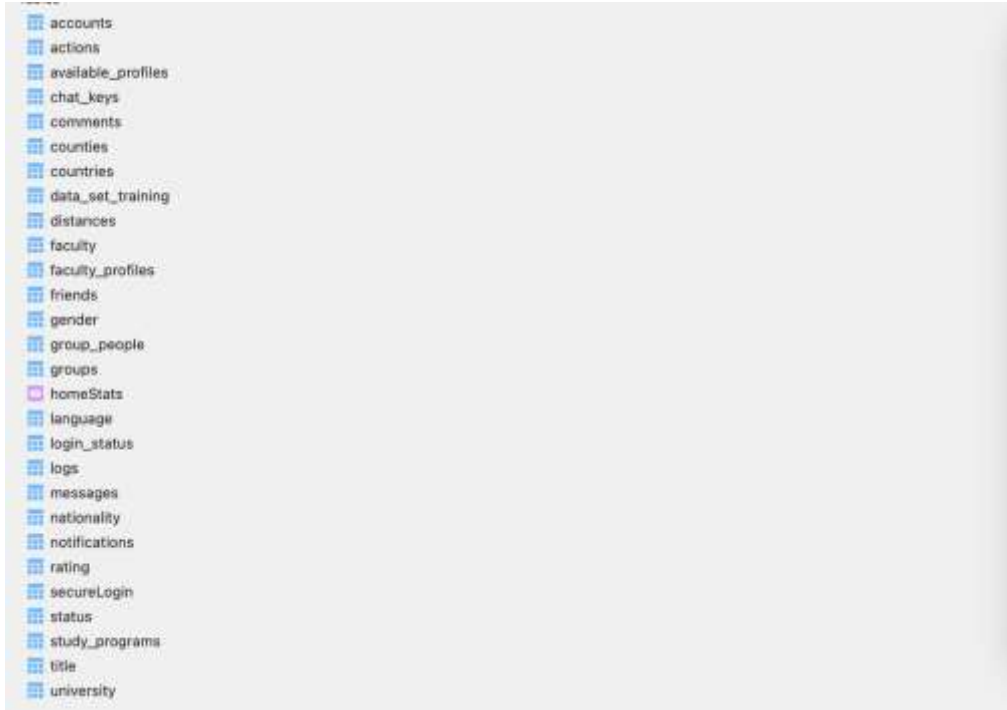 accounts
actions
available_profiles
chat_keys
comments
counties
countries
data_set_training
distances
faculty
faculty_profiles
friends
gender
group_people
groups
homeStats
language
login_status
logs
messages
nationality
notifications
rating
secureLogin
status
study_programs
title
university